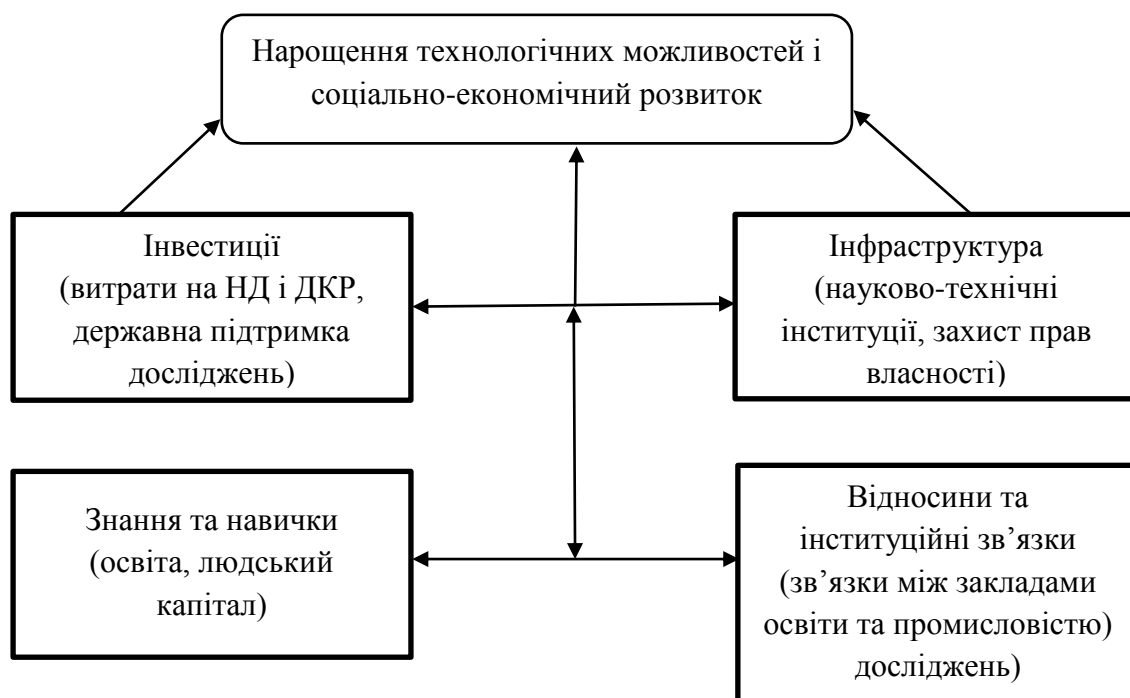 Нарощення технологічних можливостей і
соціально-економічний розвиток
Інвестиції
(витрати на НД і ДКР,
державна підтримка
досліджень)
Інфраструктура
(науково-технічні
інституції, захист прав
власності)
Знання та навички
(освіта, людський
капітал)
Відносини та
інституційні зв’язки
(зв’язки між закладами
освіти та промисловістю)
досліджень)